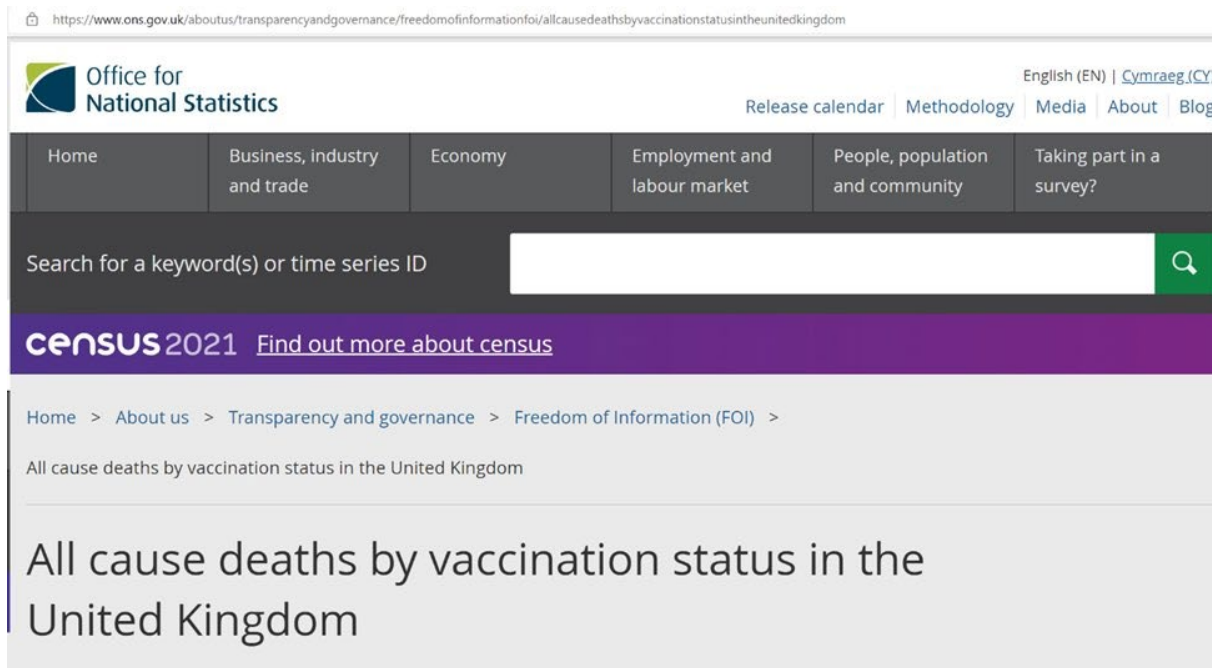 https://www.ons.gov.uk/aboutus/transparencyandgovernance/freedomofinformationfoi/allcausedeathsbyvaccinationstatusintheunitedkingdom
Office for
National Statistics
English (EN) | Cymraeg (CY)
Release calendar | Methodology | Media | About | Blog
Home
Business, industry
and trade
Economy
Employment and
labour market
People, population
and community
Taking part in a
survey?
Search for a keyword(s) or time series ID
census 2021 Find out more about census
Home > About us > Transparency and governance > Freedom of Information (FOI) >
All cause deaths by vaccination status in the United Kingdom
All cause deaths by vaccination status in the
United Kingdom